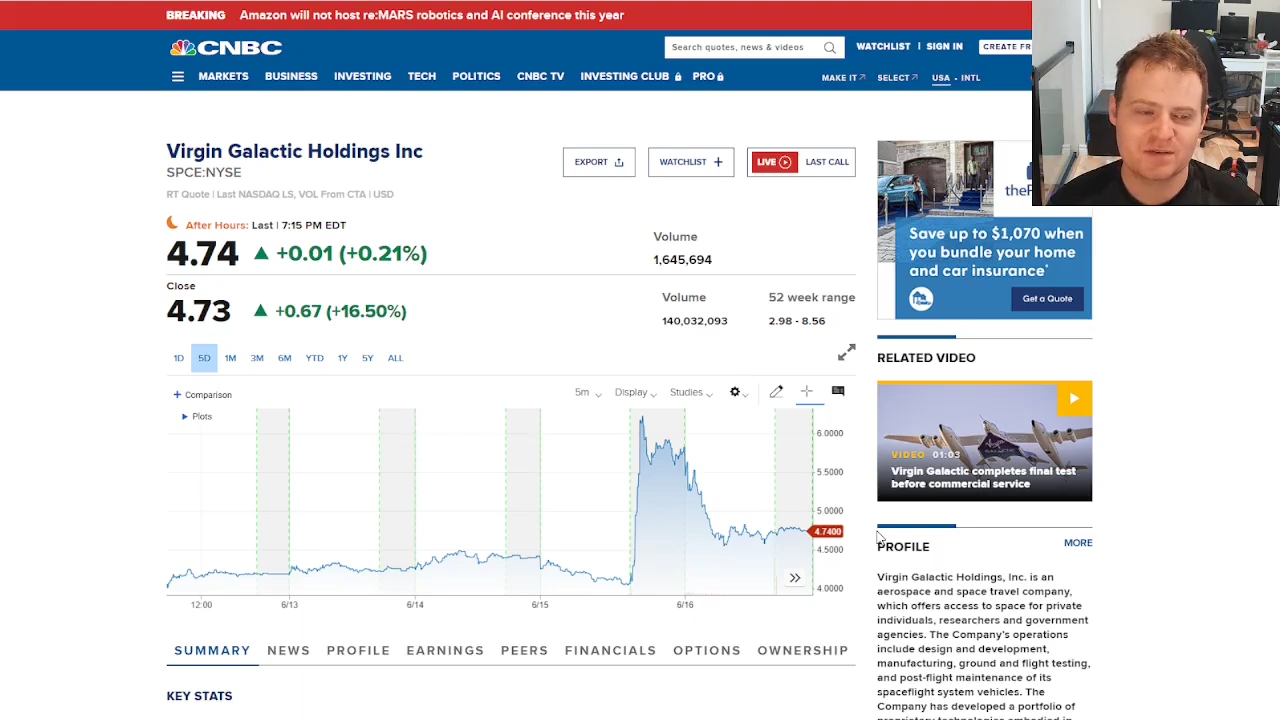 BREAKING Amazon will not host re:MARS robotics and AI conference this year
CNBC
Search quotes, news & videos
WATCHLIST | SIGN IN
CREATE FR
MARKETS BUSINESS INVESTING TECH POLITICS CNBC TV INVESTING CLUB PRO
MAKE IT SELECT USA • INTL
Virgin Galactic Holdings Inc
SPCE:NYSE
RT Quote | Last NASDAQ LS, VOL From CTA | USD
EXPORT
WATCHLIST +
LIVE LAST CALL
After Hours: Last | 7:15 PM EDT
4.74 +0.01 (+0.21%)
Volume
1,645,694
Close
4.73 +0.67 (+16.50%)
Volume 52 week range
140,032,093 2.98 - 8.56
1D 5D 1M 3M 6M YTD 1Y 5Y ALL
+ Comparison
5m Display Studies
Plots
6.0000
5.5000
5.0000
4.7400
4.5000
4.0000
12:00 6/13 6/14 6/15 6/16
SUMMARY NEWS PROFILE EARNINGS PEERS FINANCIALS OPTIONS OWNERSHIP
KEY STATS
Save up to $1,070 when
you bundle your home
and car insurance*
Get a Quote
RELATED VIDEO
VIDEO 01:03
Virgin Galactic completes final test
before commercial service
PROFILE
MORE
Virgin Galactic Holdings, Inc. is an
aerospace and space travel company,
which offers access to space for private
individuals, researchers and government
agencies. The Company's operations
include design and development,
manufacturing, ground and flight testing,
and post-flight maintenance of its
spaceflight system vehicles. The
Company has developed a portfolio of